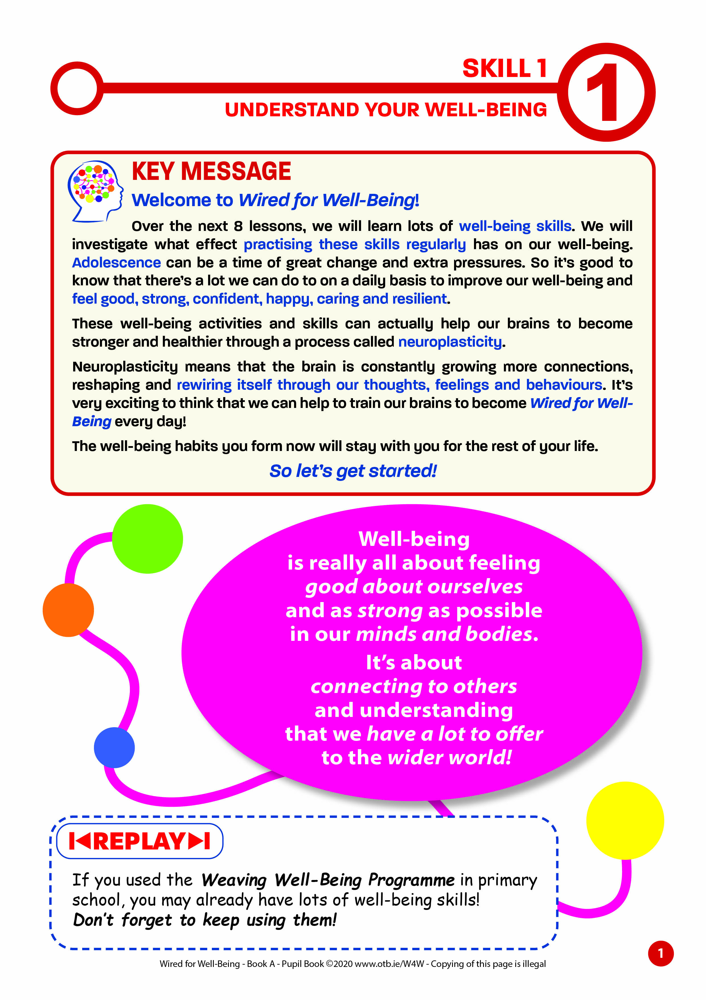 SKILL 1
1
UNDERSTAND YOUR WELL-BEING
KEY MESSAGE
Welcome to Wired for Well-Being!
Over the next 8 lessons, we will learn lots of well-being skills. We will
investigate what effect practising these skills regularly has on our well-being.
Adolescence can be a time of great change and extra pressures. So it's good to
know that there's a lot we can do to on a daily basis to improve our well-being and
feel good, strong, confident, happy, caring and resilient.
These well-being activities and skills can actually help our brains to become
stronger and healthier through a process called neuroplasticity.
Neuroplasticity means that the brain is constantly growing more connections,
reshaping and rewiring itself through our thoughts, feelings and behaviours. It's
very exciting to think that we can help to train our brains to become Wired for Well-
Being every day!
The well-being habits you form now will stay with you for the rest of your life.
So let's get started!
Well-being
is really all about feeling
good about ourselves
and as strong as possible
in our minds and bodies.
It's about
connecting to others
and understanding
that we have a lot to offer
to the wider world!
REPLAY
If you used the Weaving Well-Being Programme in primary
school, you may already have lots of well-being skills!
Don't forget to keep using them!
Wired for Well-Being - Book A - Pupil Book ©2020 www.otb.ie/W4W - Copying of this page is illegal
1